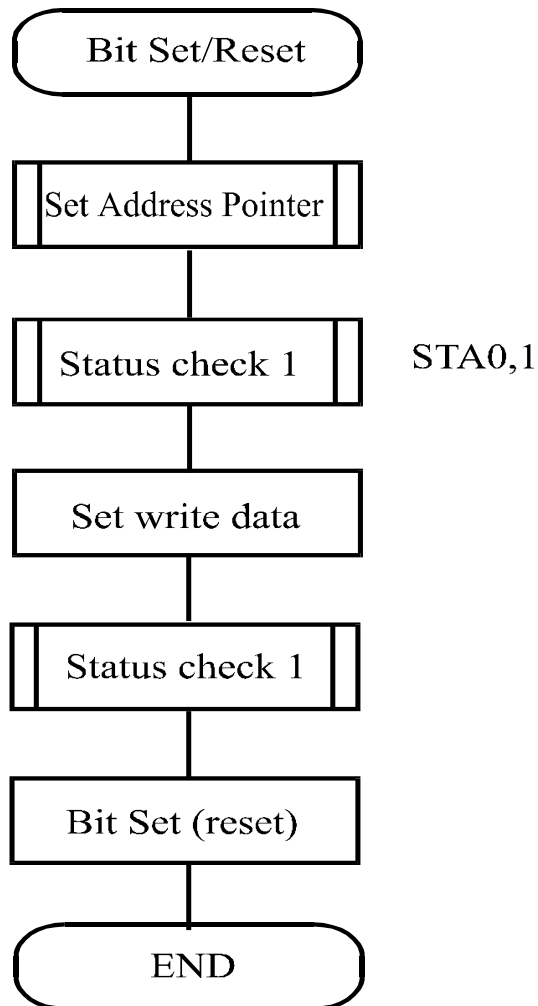 Bit Set/Reset
Set Address Pointer
Status check 1
STA0,1
Set write data
Status check 1
Bit Set (reset)
END